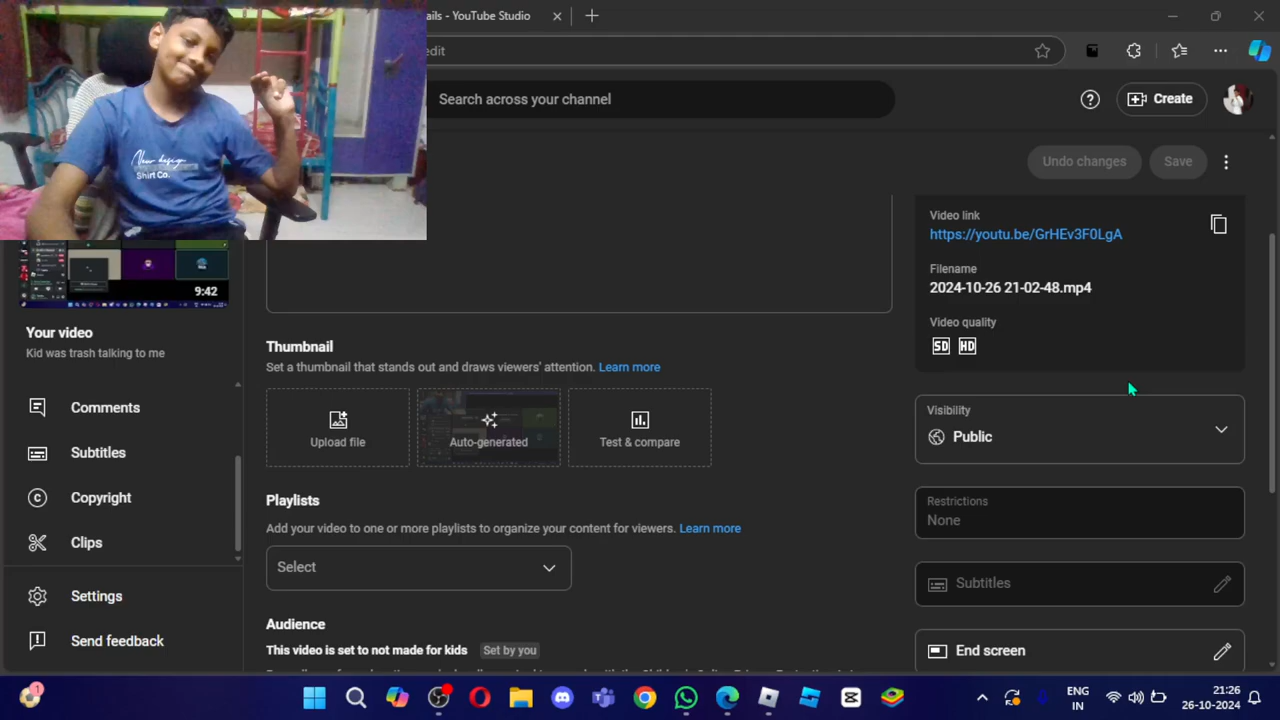 ails - YouTube Studio
edit
Search across your channel
Create
Undo changes
Save
New design
Shirt Co.
Video link
https://youtu.be/GrHEv3F0LgA
Filename
2024-10-26 21-02-48.mp4
Video quality
SD HD
9:42
Your video
Kid was trash talking to me
Comments
Subtitles
Copyright
Clips
Settings
Send feedback
Thumbnail
Set a thumbnail that stands out and draws viewers' attention. Learn more
Upload file
Auto-generated
Test & compare
Playlists
Add your video to one or more playlists to organize your content for viewers. Learn more
Select
Audience
This video is set to not made for kids Set by you
Visibility
Public
Restrictions
None
Subtitles
End screen
1
ENG
IN
21:26
26-10-2024